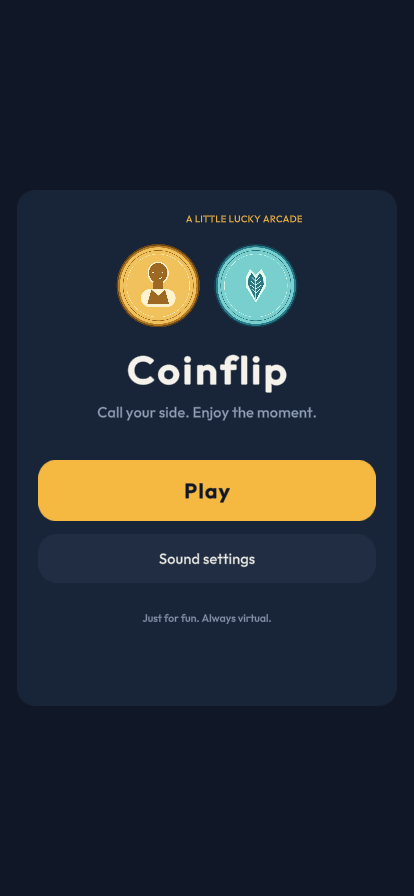 A LITTLE LUCKY ARCADE
Coinflip
Call your side. Enjoy the moment.
Play
Sound settings
Just for fun. Always virtual.